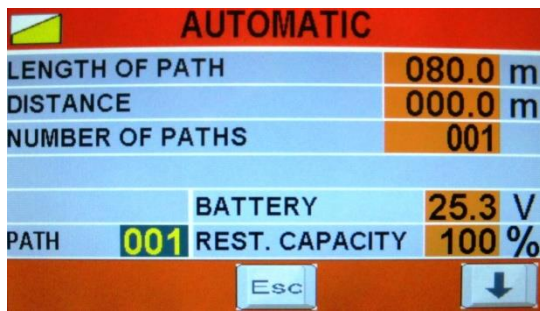 AUTOMATIC
LENGTH OF PATH 080.0 m
DISTANCE 000.0 m
NUMBER OF PATHS 001
BATTERY 25.3 V
PATH 001 REST. CAPACITY 100 %
Esc